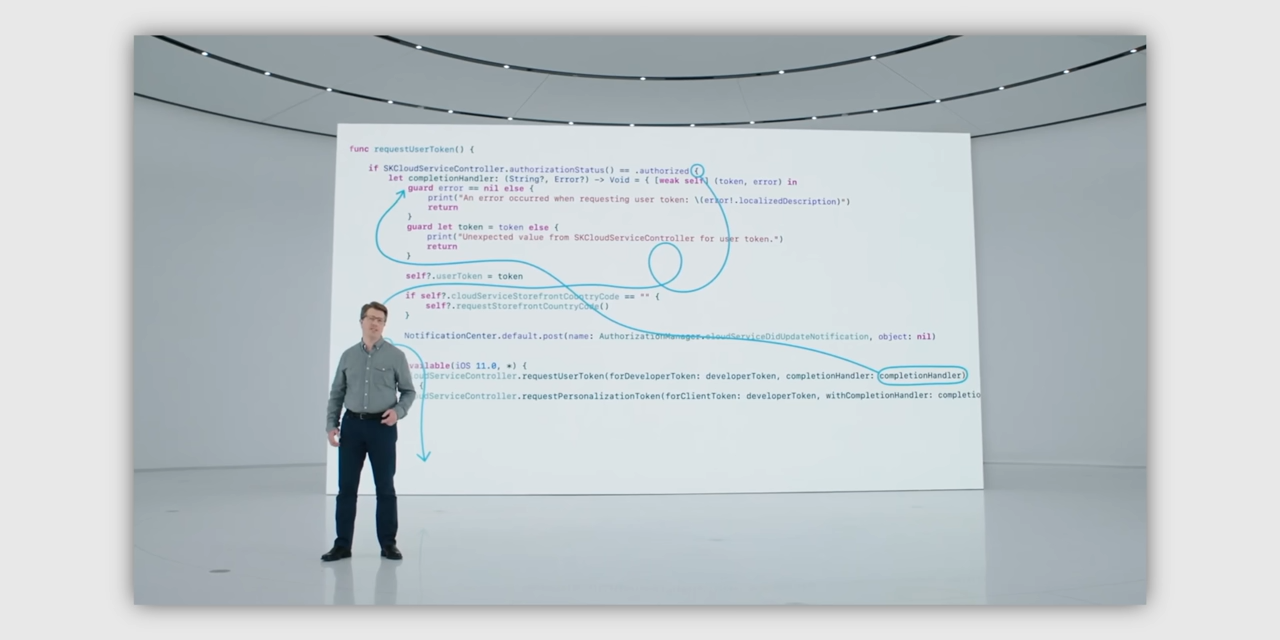 func requestUserToken() {
if SKCloudServiceController.authorizationStatus() == .authorized {
let completionHandler: (String?, Error?) -> Void = { [weak self] (token, error) in
guard error == nil else {
print("An error occurred when requesting user token: \(error!.localizedDescription)")
return
}
guard let token = token else {
print("Unexpected value from SKCloudServiceController for user token.")
return
}
self?.userToken = token
if self?.cloudServiceStorefrontCountryCode == "" {
self?.requestStorefrontCountryCode()
}
NotificationCenter.default.post(name: AuthorizationManager.cloudServiceDidUpdateNotification, object: nil)
vailable(iOS 11.0, *) {
oudServiceController.requestUserToken(forDeveloperToken: developerToken, completionHandler: completionHandler)
{
oudServiceController.requestPersonalizationToken(forClientToken: developerToken, withCompletionHandler: completio